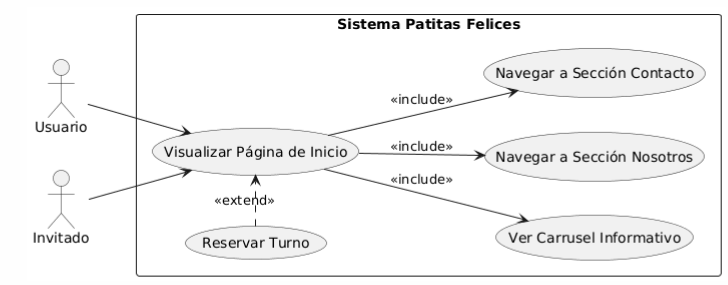 Sistema Patitas Felices
Navegar a Sección Contacto
«include»
Usuario
Visualizar Página de Inicio
«include»
Navegar a Sección Nosotros
«include»
«extend»
Invitado
Reservar Turno
Ver Carrusel Informativo